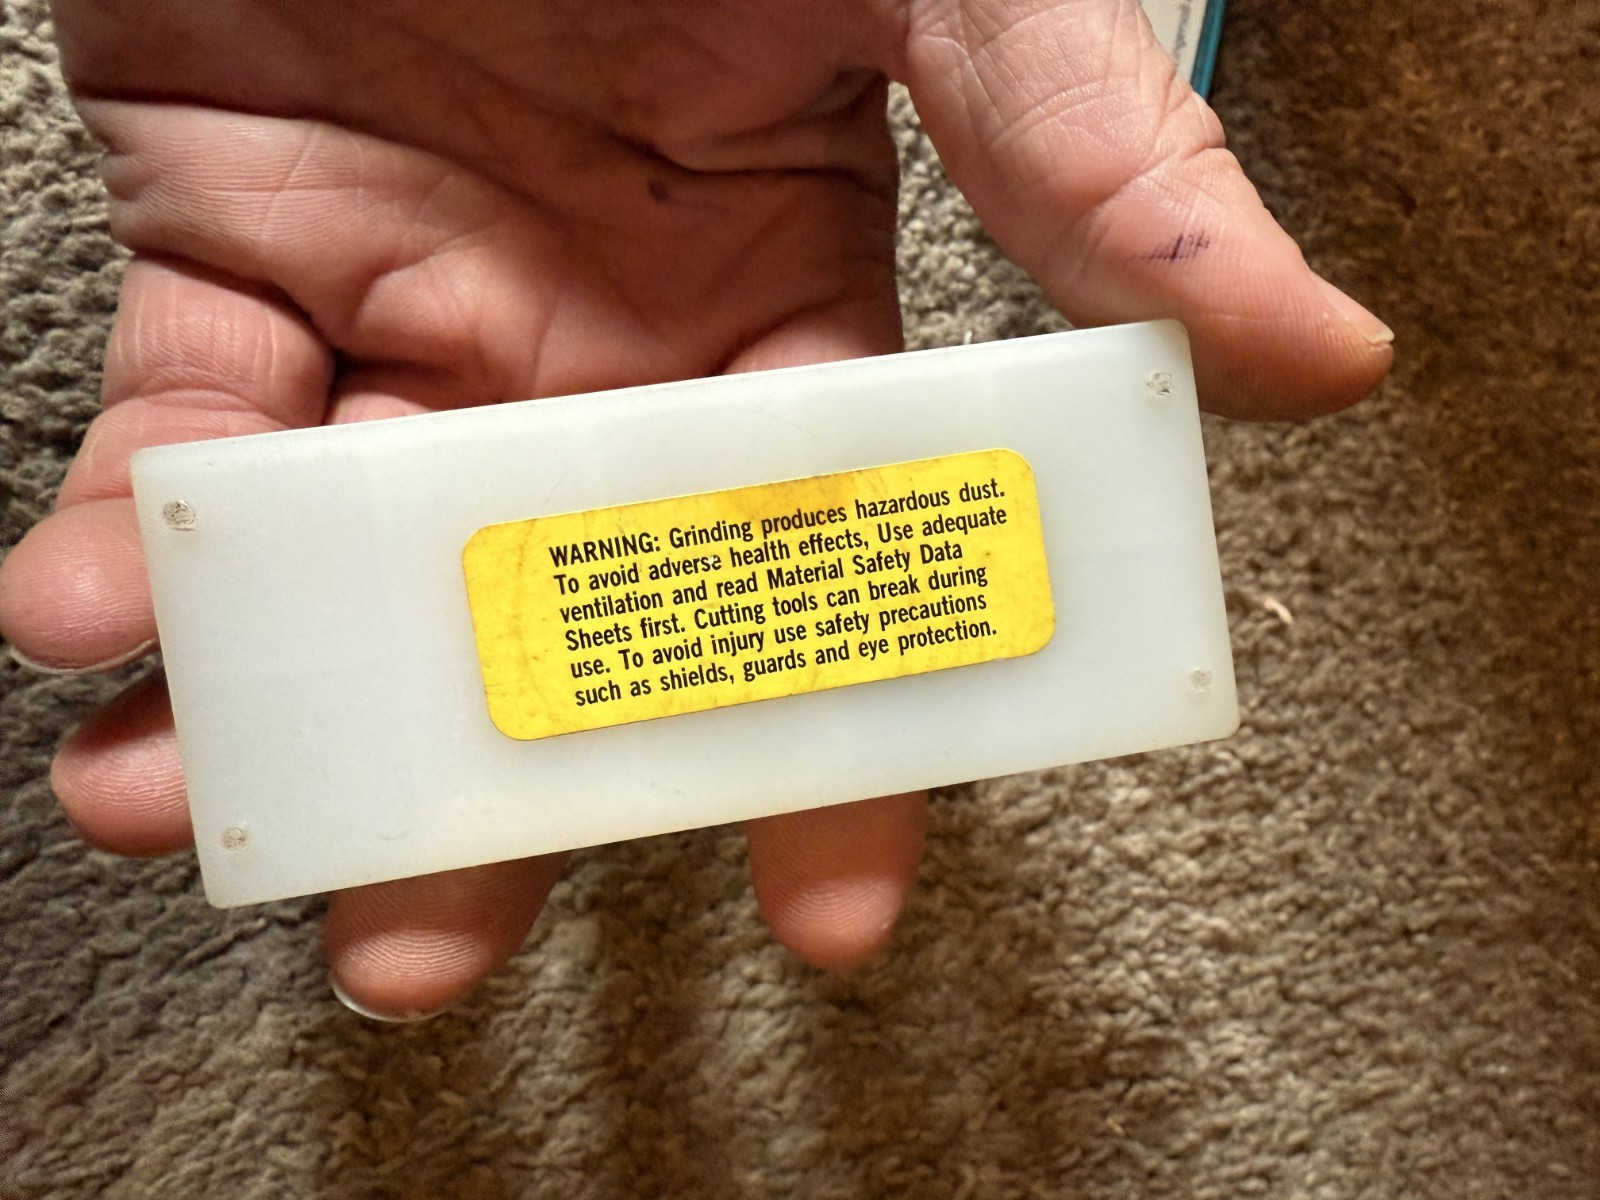 WARNING: Grinding produces hazardous dust.
To avoid adverse health effects, Use adequate
ventilation and read Material Safety Data
Sheets first. Cutting tools can break during
use. To avoid injury use safety precautions
such as shields, guards and eye protection.